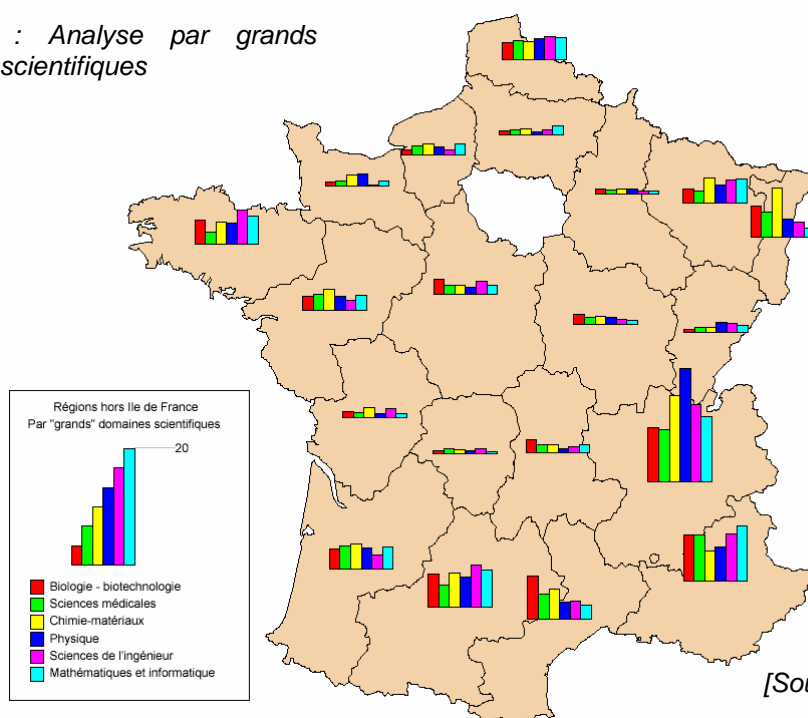 : Analyse par grands
scientifiques
Régions hors Ile de France
Par "grands" domaines scientifiques
20
Biologie - biotechnologie
Sciences médicales
Chimie-matériaux
Physique
Sciences de l'ingénieur
Mathématiques et informatique
[Sou